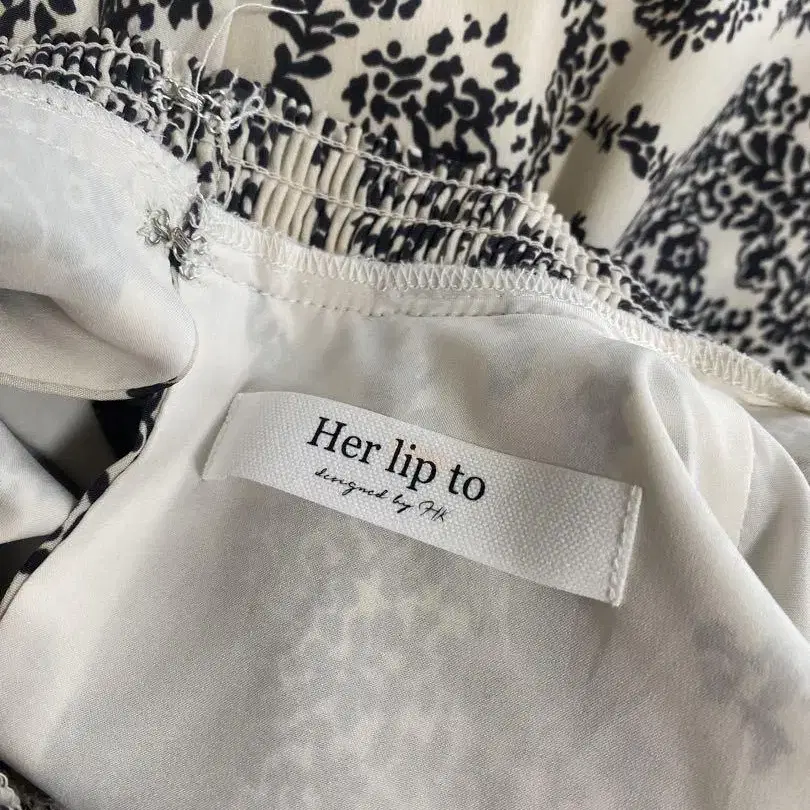 Her lip to
designed by HK